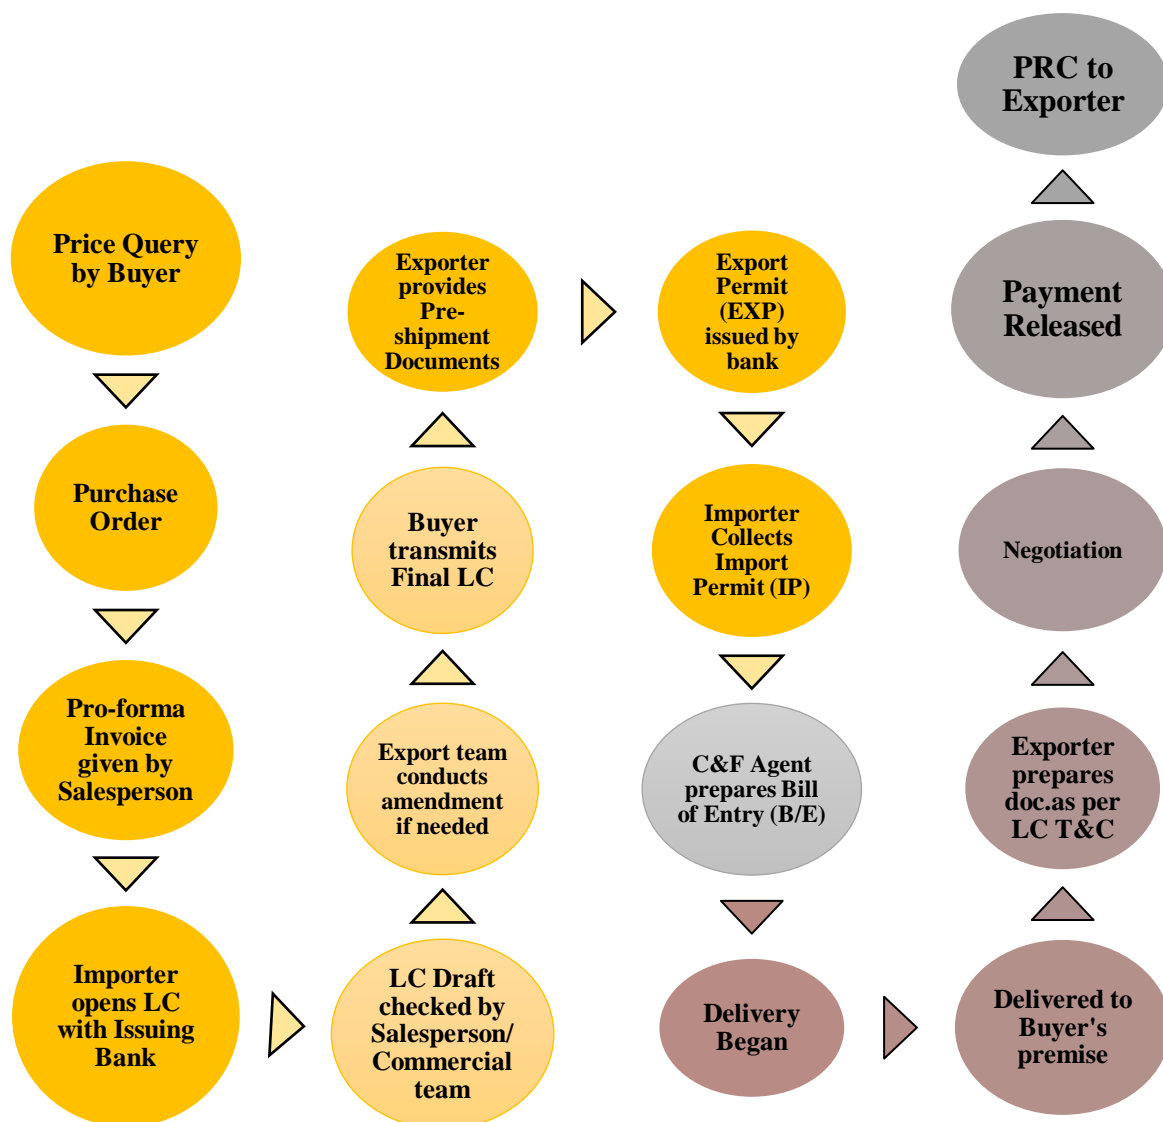 Price Query
by Buyer
Purchase
Order
Pro-forma
Invoice
given by
Salesperson
Importer
opens LC
with Issuing
Bank
LC Draft
checked by
Salesperson/
Commercial
team
Export team
conducts
amendment
if needed
Buyer
transmits
Final LC
Exporter
provides
Pre-
shipment
Documents
Export
Permit
(EXP)
issued by
bank
Importer
Collects
Import
Permit (IP)
C&F Agent
prepares Bill
of Entry (B/E)
Delivery
Began
Delivered to
Buyer's
premise
Exporter
prepares
doc.as per
LC T&C
Negotiation
Payment
Released
PRC to
Exporter